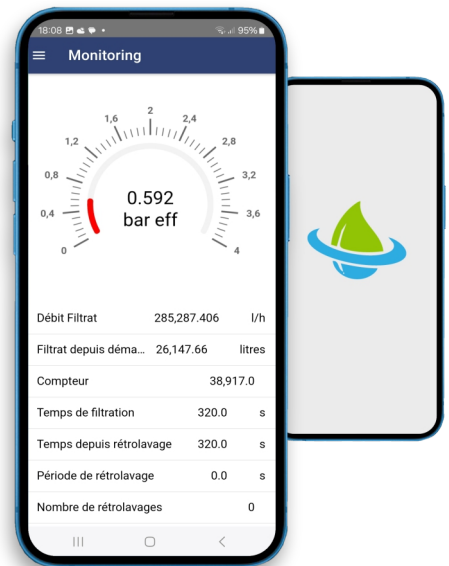 18:08 95%
Monitoring
0
0,4
0,8
1,2
1,6
2
2,4
2,8
3,2
3,6
4
0.592
bar eff
Débit Filtrat 285,287.406 l/h
Filtrat depuis déma... 26,147.66 litres
Compteur 38,917.0
Temps de filtration 320.0 s
Temps depuis rétrolavage 320.0 s
Période de rétrolavage 0.0 s
Nombre de rétrolavages 0